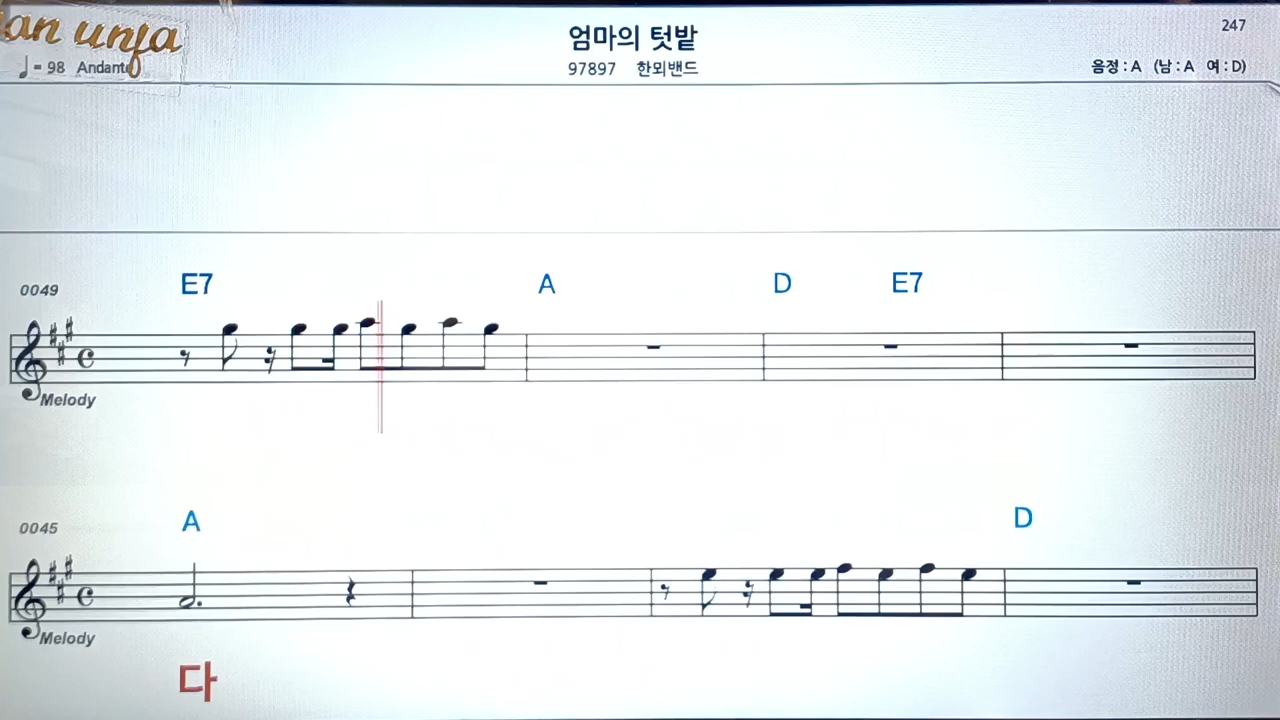 an unja
엄마의 텃밭
247
♩= 98 Andante
97897 한뫼밴드
음정 : A (남 : A 여 : D)
E7 A D E7
0049
Melody
A D
0045
Melody
다